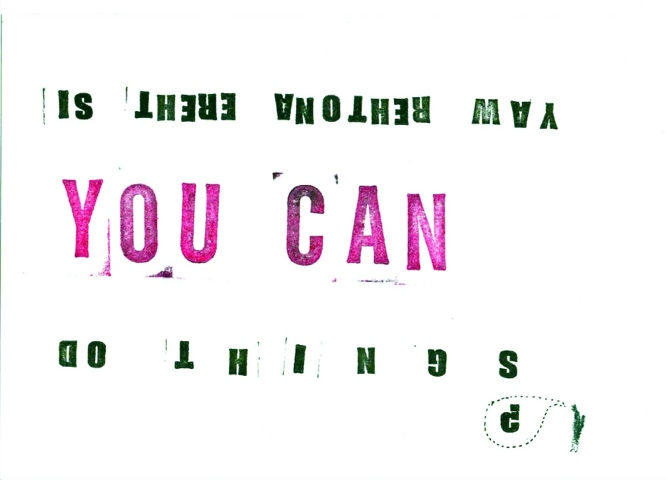 IS THERE ANOTHER WAY
YOU CAN
DO THINGS
?